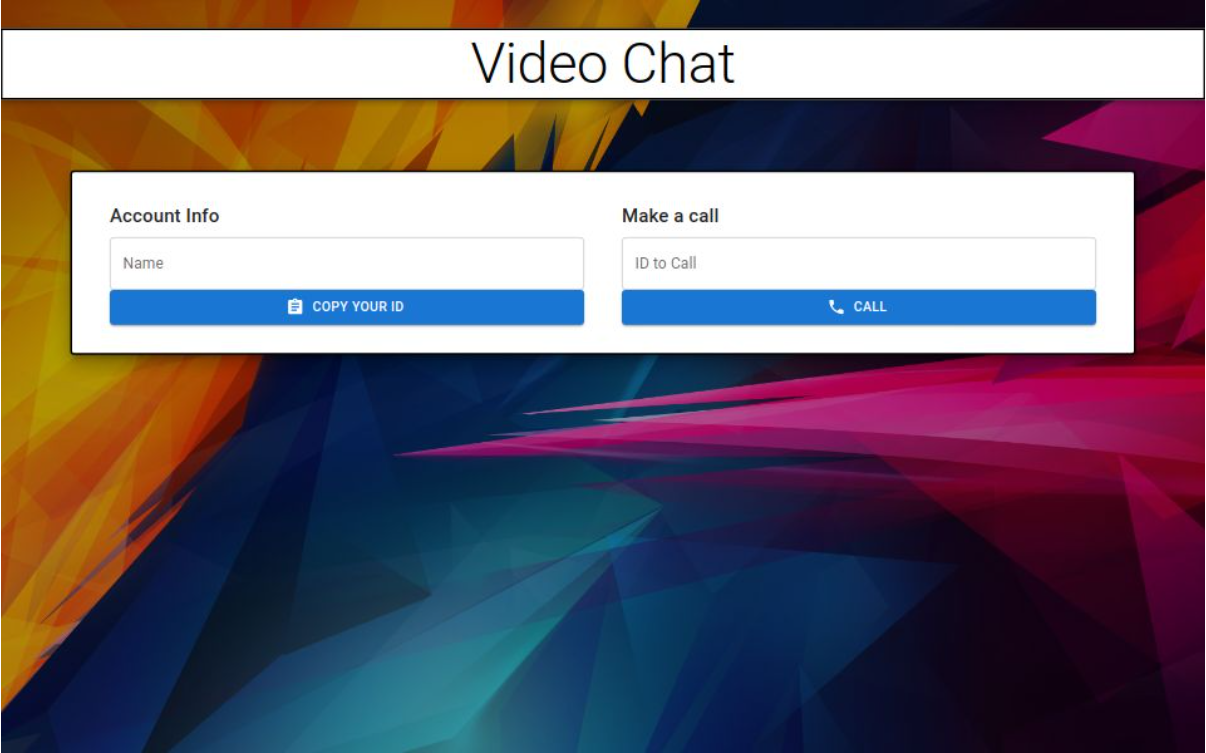 Video Chat
Account Info
Name
COPY YOUR ID
Make a call
ID to Call
CALL